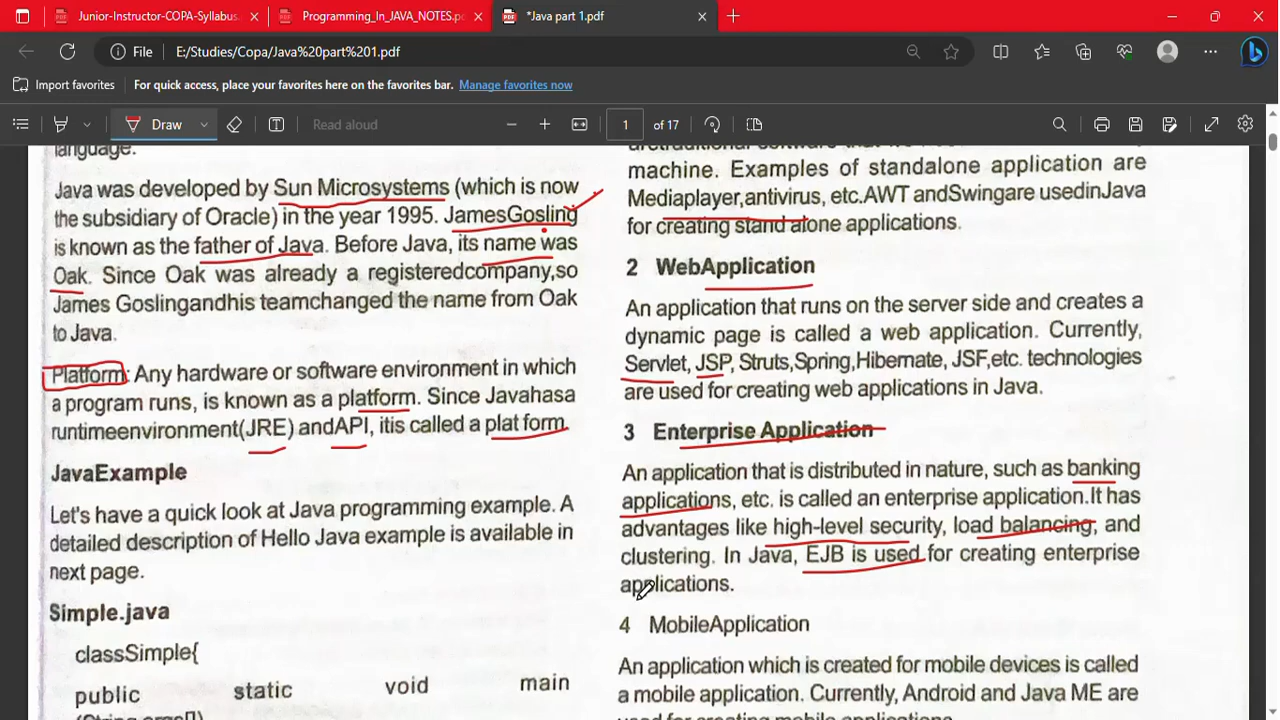 Junior-Instructor-COPA-Syllabus.
Programming_In_JAVA_NOTES.pd
*Java part 1.pdf
File
E:/Studies/Copa/Java%20part%201.pdf
Import favorites
For quick access, place your favorites here on the favorites bar.
Manage favorites now
Draw
Read aloud
1
of 17
language.
Java was developed by Sun Microsystems (which is now
the subsidiary of Oracle) in the year 1995. JamesGosling
is known as the father of Java. Before Java, its name was
Oak. Since Oak was already a registeredcompany,so
James Goslingandhis teamchanged the name from Oak
to Java.
Platform: Any hardware or software environment in which
a program runs, is known as a platform. Since Javahasa
runtimeenvironment(JRE) andAPI, itis called a plat form.
JavaExample
Let's have a quick look at Java programming example. A
detailed description of Hello Java example is available in
next page.
Simple.java
classSimple{
public static void main
(String args[])
machine. Examples of standalone application are
Mediaplayer,antivirus, etc.AWT andSwingare usedinJava
for creating stand alone applications.
2 WebApplication
An application that runs on the server side and creates a
dynamic page is called a web application. Currently,
Servlet, JSP, Struts,Spring,Hibernate, JSF,etc. technologies
are used for creating web applications in Java.
3 Enterprise Application
An application that is distributed in nature, such as banking
applications, etc. is called an enterprise application.It has
advantages like high-level security, load balancing, and
clustering. In Java, EJB is used for creating enterprise
applications.
4 MobileApplication
An application which is created for mobile devices is called
a mobile application. Currently, Android and Java ME are
used for creating mobile applications.